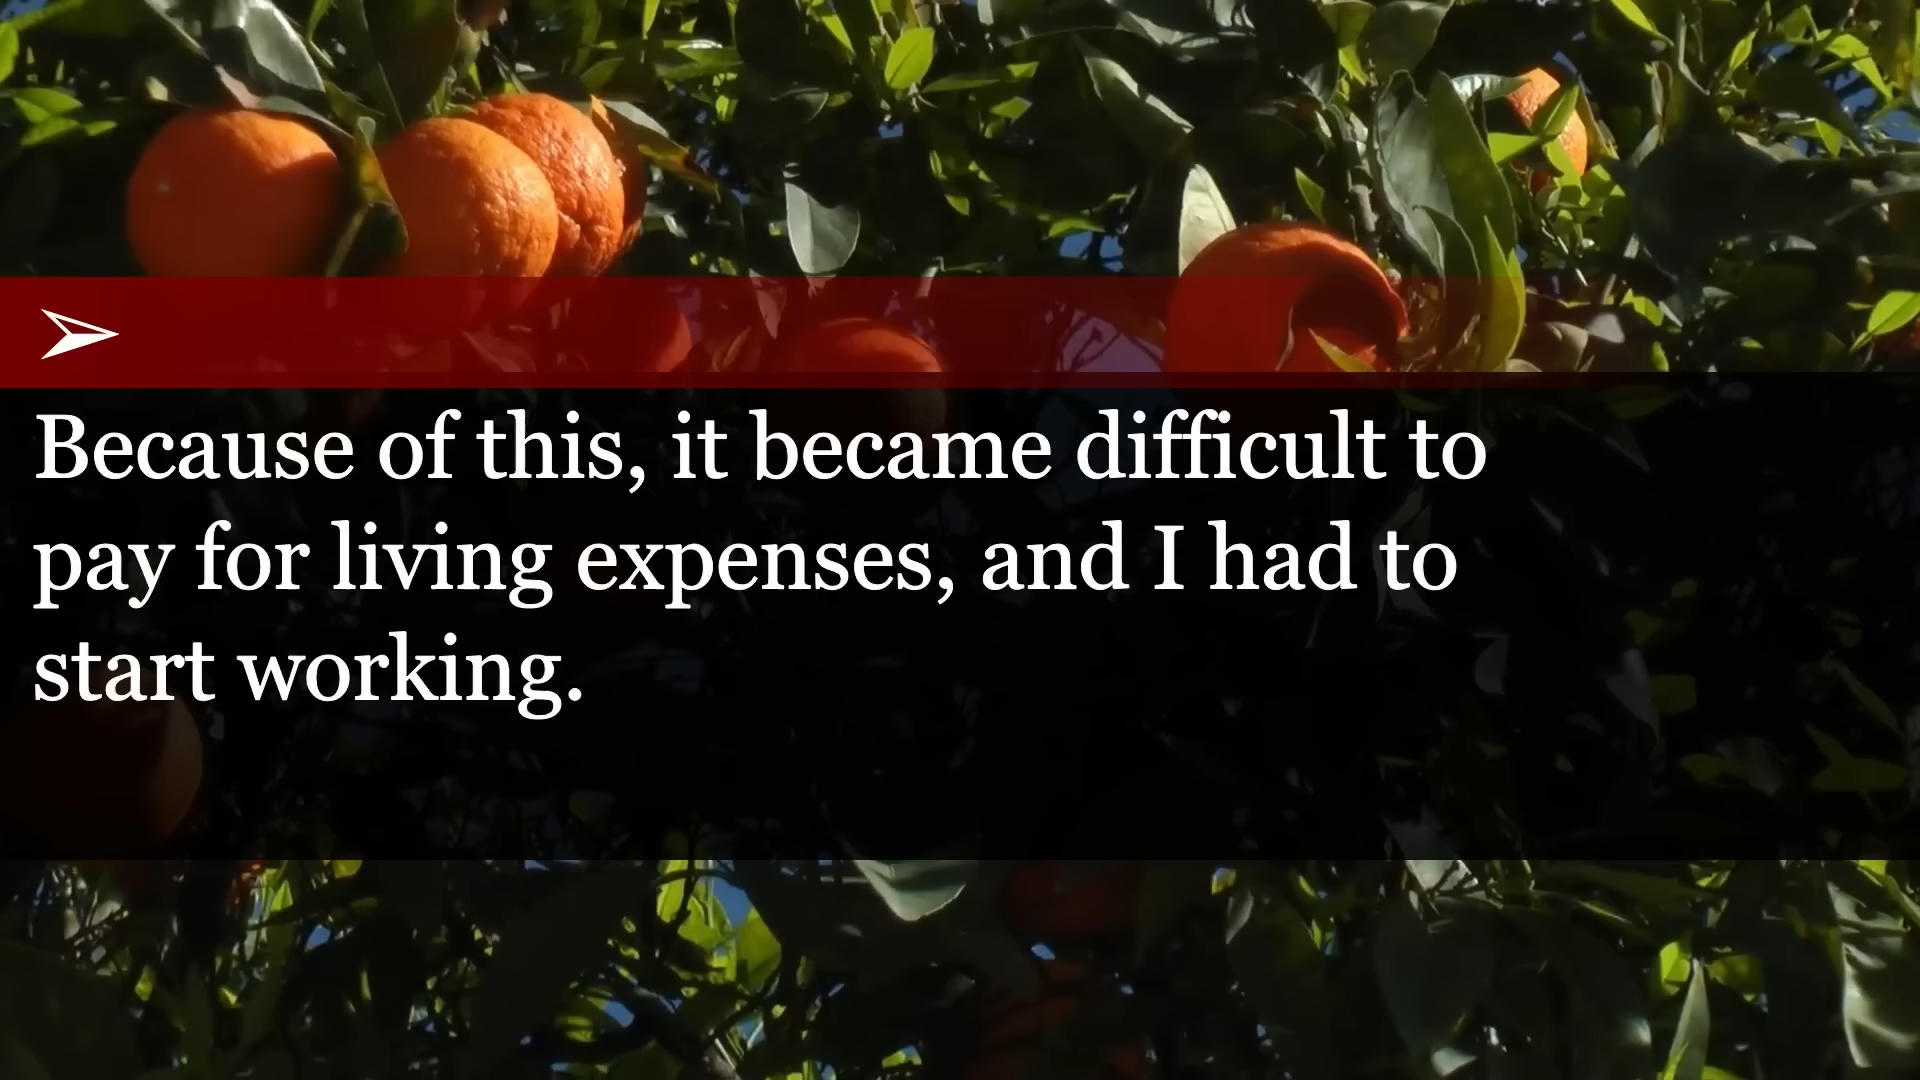 Because of this, it became difficult to
pay for living expenses, and I had to
start working.